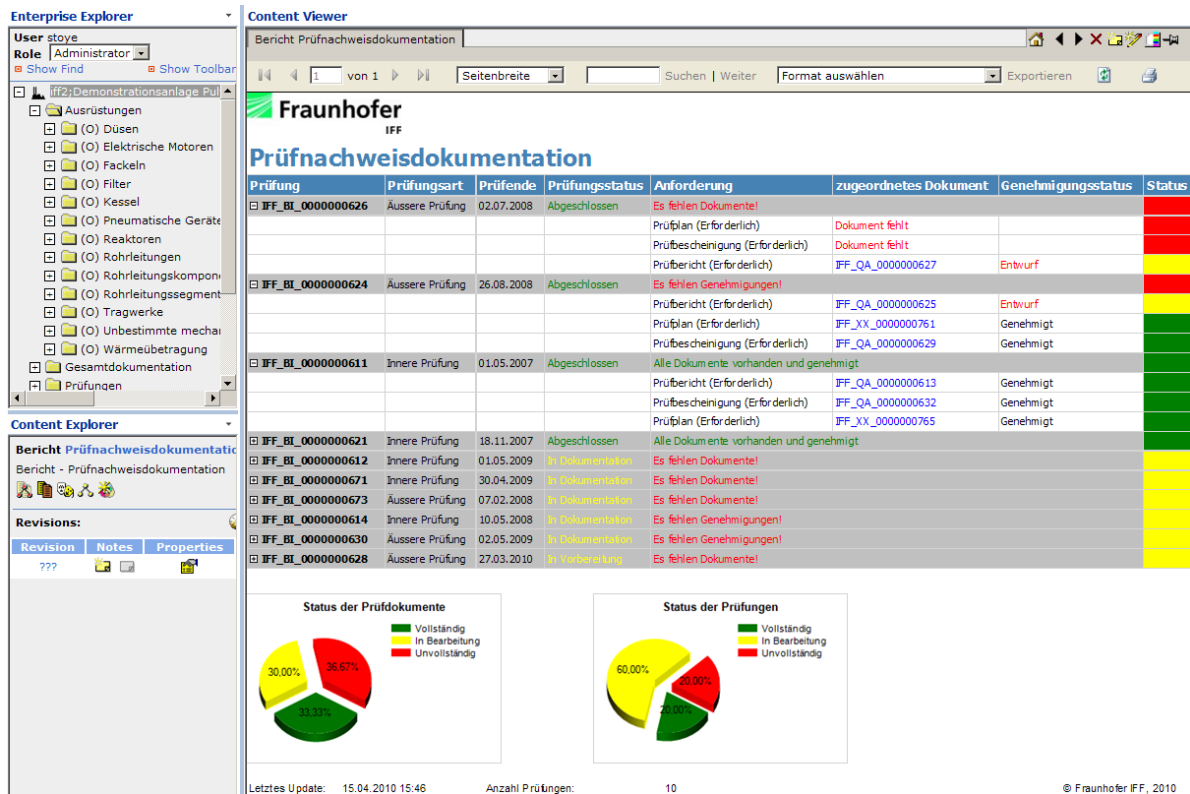 Enterprise Explorer
User stoye
Role Administrator
Show Find Show Toolbar
iff2;Demonstrationsanlage Pul
Ausrüstungen
(O) Düsen
(O) Elektrische Motoren
(O) Fackeln
(O) Filter
(O) Kessel
(O) Pneumatische Geräte
(O) Reaktoren
(O) Rohrleitungen
(O) Rohrleitungskompon
(O) Rohrleitungssegment
(O) Tragwerke
(O) Unbestimmte mechan
(O) Wärmeübetragung
Gesamtdokumentation
Prüfungen
Content Explorer
Bericht Prüfnachweisdokumentatio
Bericht - Prüfnachweisdokumentation
Revisions:
Revision Notes Properties
???
Content Viewer
Bericht Prüfnachweisdokumentation
1 von 1 Seitenbreite Suchen | Weiter Format auswählen Exportieren
Fraunhofer
IFF
Prüfnachweisdokumentation
Prüfung Prüfungsart Prüfende Prüfungsstatus Anforderung zugeordnetes Dokument Genehmigungsstatus Status
IFF_BI_0000000626 Äussere Prüfung 02.07.2008 Abgeschlossen Es fehlen Dokumente!
Prüfplan (Erforderlich) Dokument fehlt
Prüfbescheinigung (Erforderlich) Dokument fehlt
Prüfbericht (Erforderlich) IFF_QA_0000000627 Entwurf
IFF_BI_0000000624 Äussere Prüfung 26.08.2008 Abgeschlossen Es fehlen Genehmigungen!
Prüfbericht (Erforderlich) IFF_QA_0000000625 Entwurf
Prüfplan (Erforderlich) IFF_XX_0000000761 Genehmigt
Prüfbescheinigung (Erforderlich) IFF_QA_0000000629 Genehmigt
IFF_BI_0000000611 Innere Prüfung 01.05.2007 Abgeschlossen Alle Dokumente vorhanden und genehmigt
Prüfbericht (Erforderlich) IFF_QA_0000000613 Genehmigt
Prüfbescheinigung (Erforderlich) IFF_QA_0000000632 Genehmigt
Prüfplan (Erforderlich) IFF_XX_0000000765 Genehmigt
IFF_BI_0000000621 Innere Prüfung 18.11.2007 Abgeschlossen Alle Dokumente vorhanden und genehmigt
IFF_BI_0000000612 Innere Prüfung 01.05.2009 In Dokumentation Es fehlen Dokumente!
IFF_BI_0000000671 Innere Prüfung 30.04.2009 In Dokumentation Es fehlen Dokumente!
IFF_BI_0000000673 Äussere Prüfung 07.02.2008 In Dokumentation Es fehlen Dokumente!
IFF_BI_0000000614 Innere Prüfung 10.05.2008 In Dokumentation Es fehlen Genehmigungen!
IFF_BI_0000000630 Äussere Prüfung 02.05.2009 In Dokumentation Es fehlen Genehmigungen!
IFF_BI_0000000628 Äussere Prüfung 27.03.2010 In Vorbereitung Es fehlen Dokumente!
Status der Prüfdokumente
Vollständig
In Bearbeitung
Unvollständig
30,00% 36,67%
33,33%
Status der Prüfungen
Vollständig
In Bearbeitung
Unvollständig
60,00% 20,00%
20,00%
Letztes Update: 15.04.2010 15:46 Anzahl Prüfungen: 10 © Fraunhofer IFF, 2010